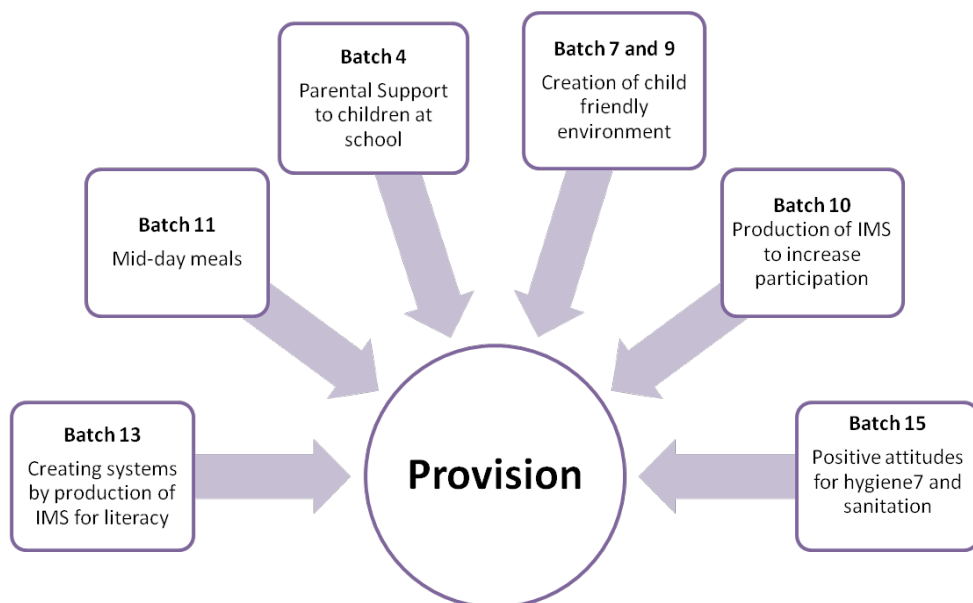 Batch 4
Parental Support
to children at
school
Batch 7 and 9
Creation of child
friendly
environment
Batch 11
Mid-day meals
Batch 10
Production of IMS
to increase
participation
Batch 13
Creating systems
by production of
IMS for literacy
Provision
Batch 15
Positive attitudes
for hygiene7 and
sanitation